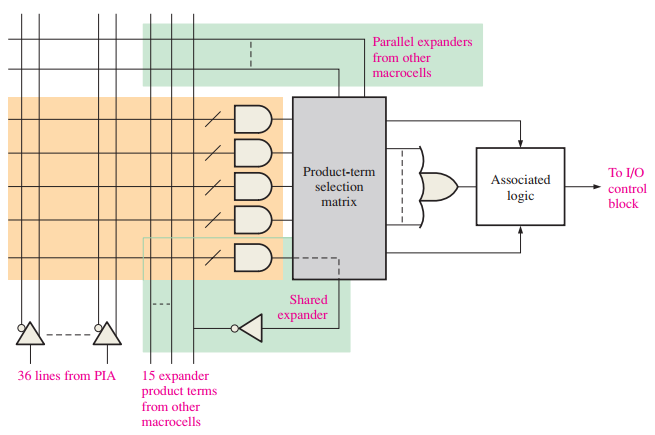 Parallel expanders
from other
macrocells
Product-term
selection
matrix
Associated
logic
To I/O
control
block
Shared
expander
36 lines from PIA
15 expander
product terms
from other
macrocells